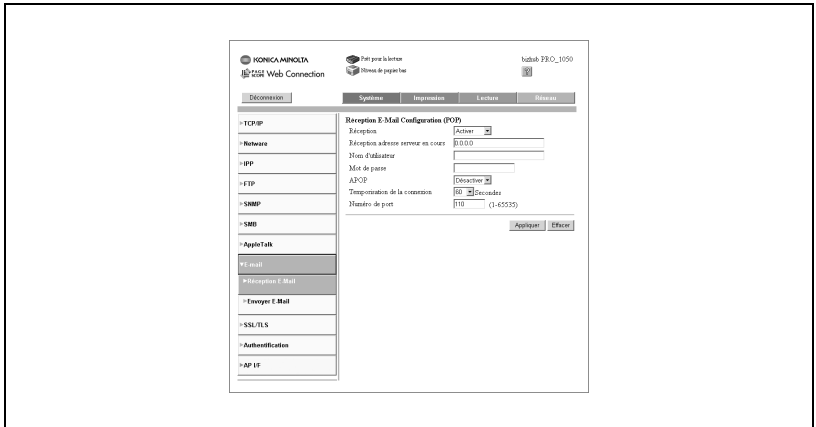 KONICA MINOLTA
PAGE SCOPE Web Connection
Prêt pour la lecture
Niveau de papier bas
bizhub PRO_1050
?
Déconnexion
Système Impression Lecture Réseau
TCP/IP
Netware
IPP
FTP
SNMP
SMB
AppleTalk
E-mail
Réception E-Mail
Envoyer E-Mail
SSL/TLS
Authentification
AP I/F
Réception E-Mail Configuration (POP)
Réception Activer
Réception adresse serveur en cours 0.0.0.0
Nom d'utilisateur
Mot de passe
APOP Désactiver
Temporisation de la connexion 60 Secondes
Numéro de port 110 (1-65535)
Appliquer Effacer